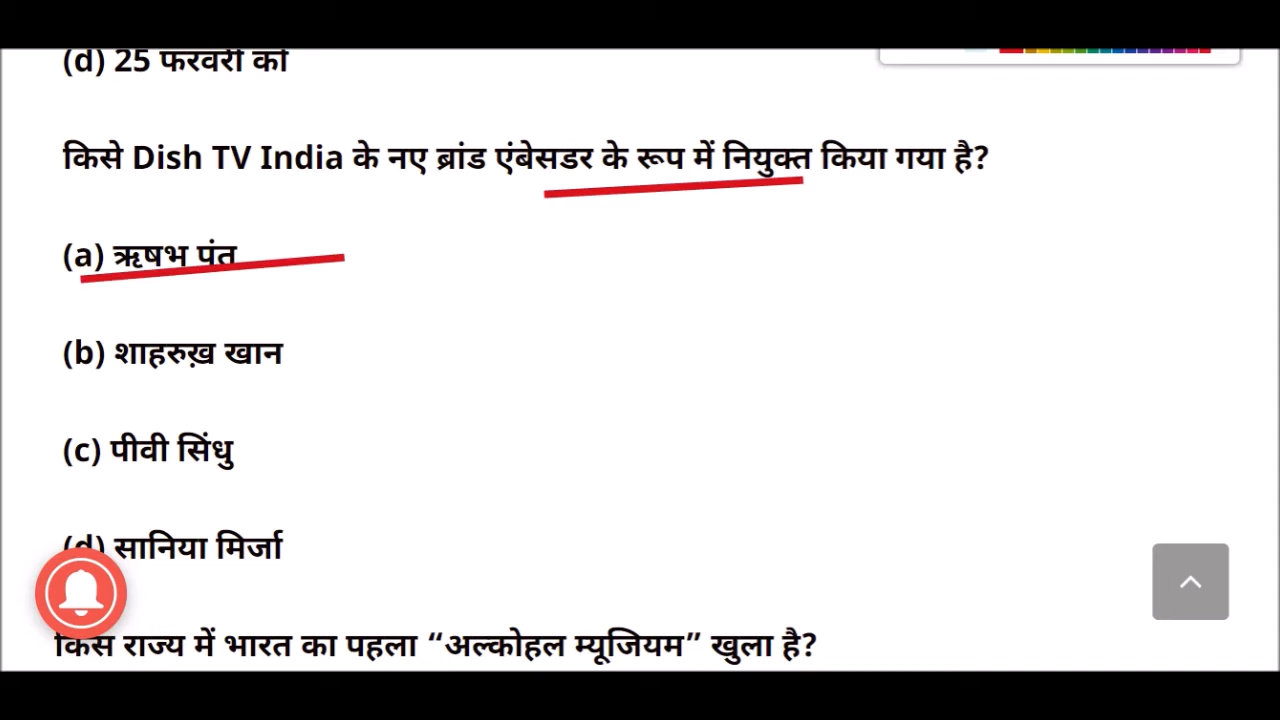 (d) 25 फरवरी को
किसे Dish TV India के नए ब्रांड एंबेसडर के रूप में नियुक्त किया गया है?
(a) ऋषभ पंत
(b) शाहरुख़ खान
(c) पीवी सिंधु
(d) सानिया मिर्जा
किस राज्य में भारत का पहला “अल्कोहल म्यूजियम” खुला है?